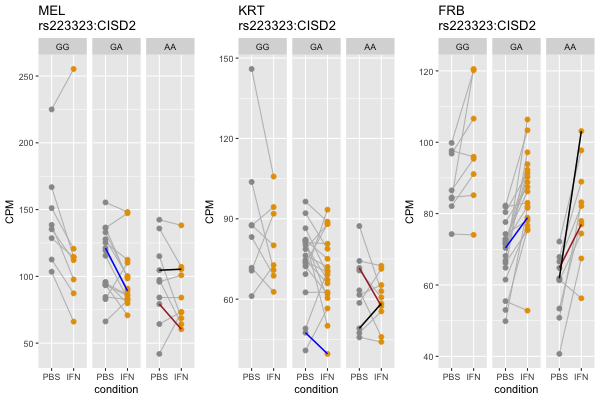 MEL
rs223323:CISD2
GG GA AA
250
200
150
100
50
CPM
PBS IFN PBS IFN PBS IFN
condition
KRT
rs223323:CISD2
GG GA AA
150
120
90
60
CPM
PBS IFN PBS IFN PBS IFN
condition
FRB
rs223323:CISD2
GG GA AA
120
100
80
60
40
CPM
PBS IFN PBS IFN PBS IFN
condition